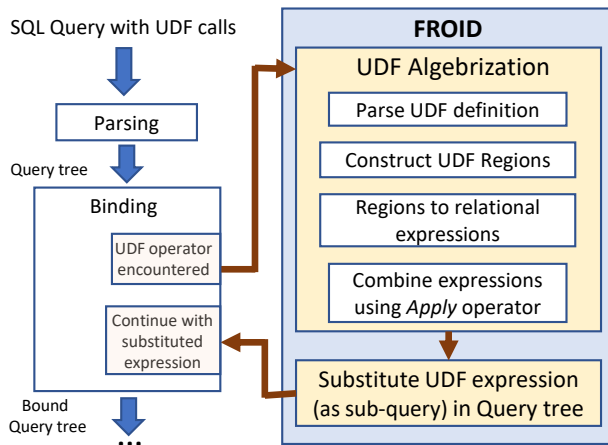 SQL Query with UDF calls
Parsing
Query tree
Binding
UDF operator
encountered
Continue with
substituted
expression
Bound
Query tree
...
FROID
UDF Algebrization
Parse UDF definition
Construct UDF Regions
Regions to relational
expressions
Combine expressions
using Apply operator
Substitute UDF expression
(as sub-query) in Query tree